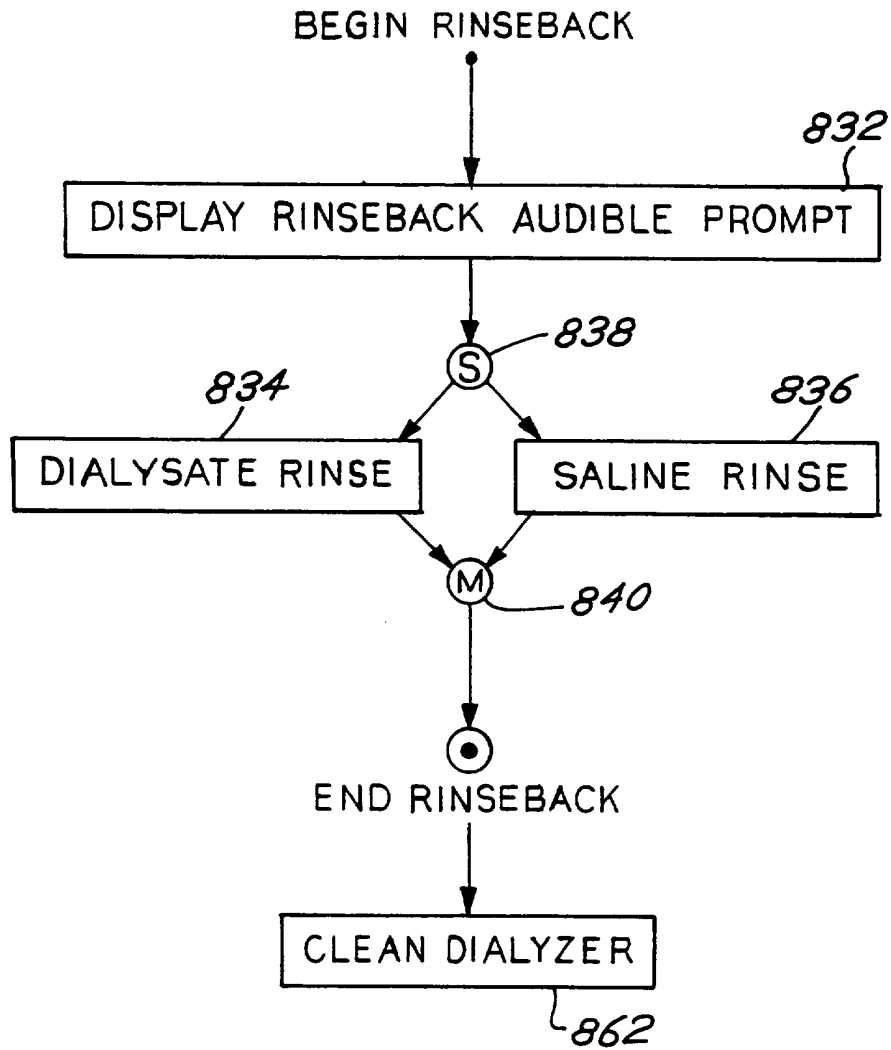 BEGIN RINSEBACK
832
DISPLAY RINSEBACK AUDIBLE PROMPT
S
838
834
836
DIALYSATE RINSE
SALINE RINSE
M
840
END RINSEBACK
CLEAN DIALYZER
862